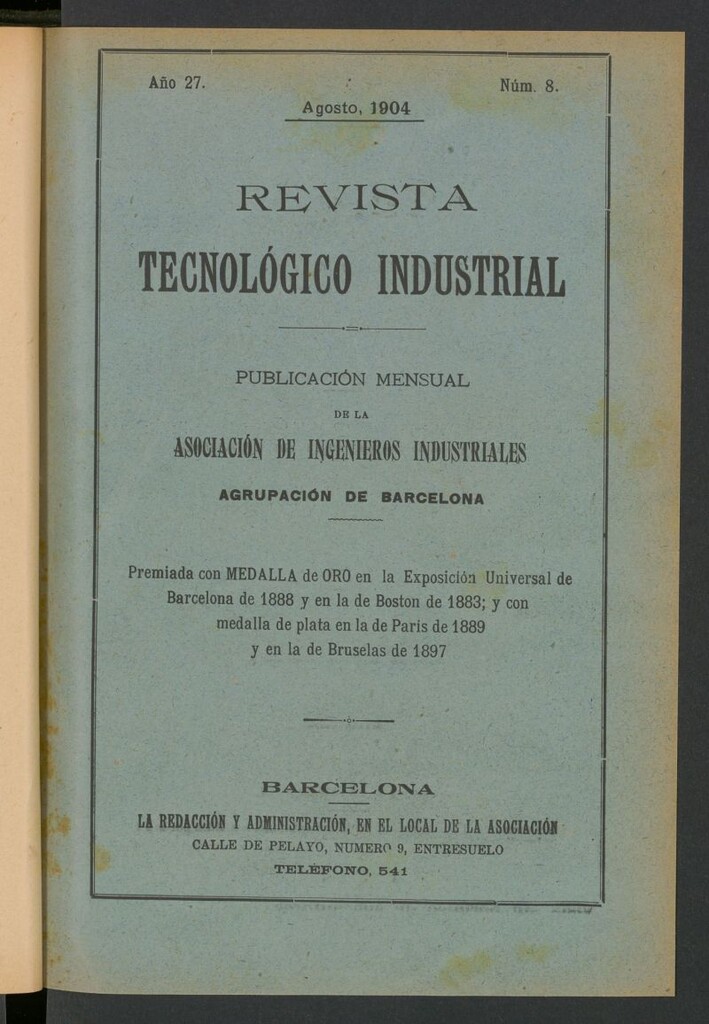 Año 27.
Núm. 8.
Agosto, 1904
REVISTA
TECNOLÓGICO INDUSTRIAL
PUBLICACIÓN MENSUAL
DE LA
ASOCIACIÓN DE INGENIEROS INDUSTRIALES
AGRUPACIÓN DE BARCELONA
Premiada con MEDALLA de ORO en la Exposición Universal de
Barcelona de 1888 y en la de Boston de 1883; y con
medalla de plata en la de Paris de 1889
y en la de Bruselas de 1897
BARCELONA
LA REDACCIÓN Y ADMINISTRACIÓN, EN EL LOCAL DE LA ASOCIACIÓN
CALLE DE PELAYO, NUMERO 9, ENTRESUELO
TELÉFONO, 541